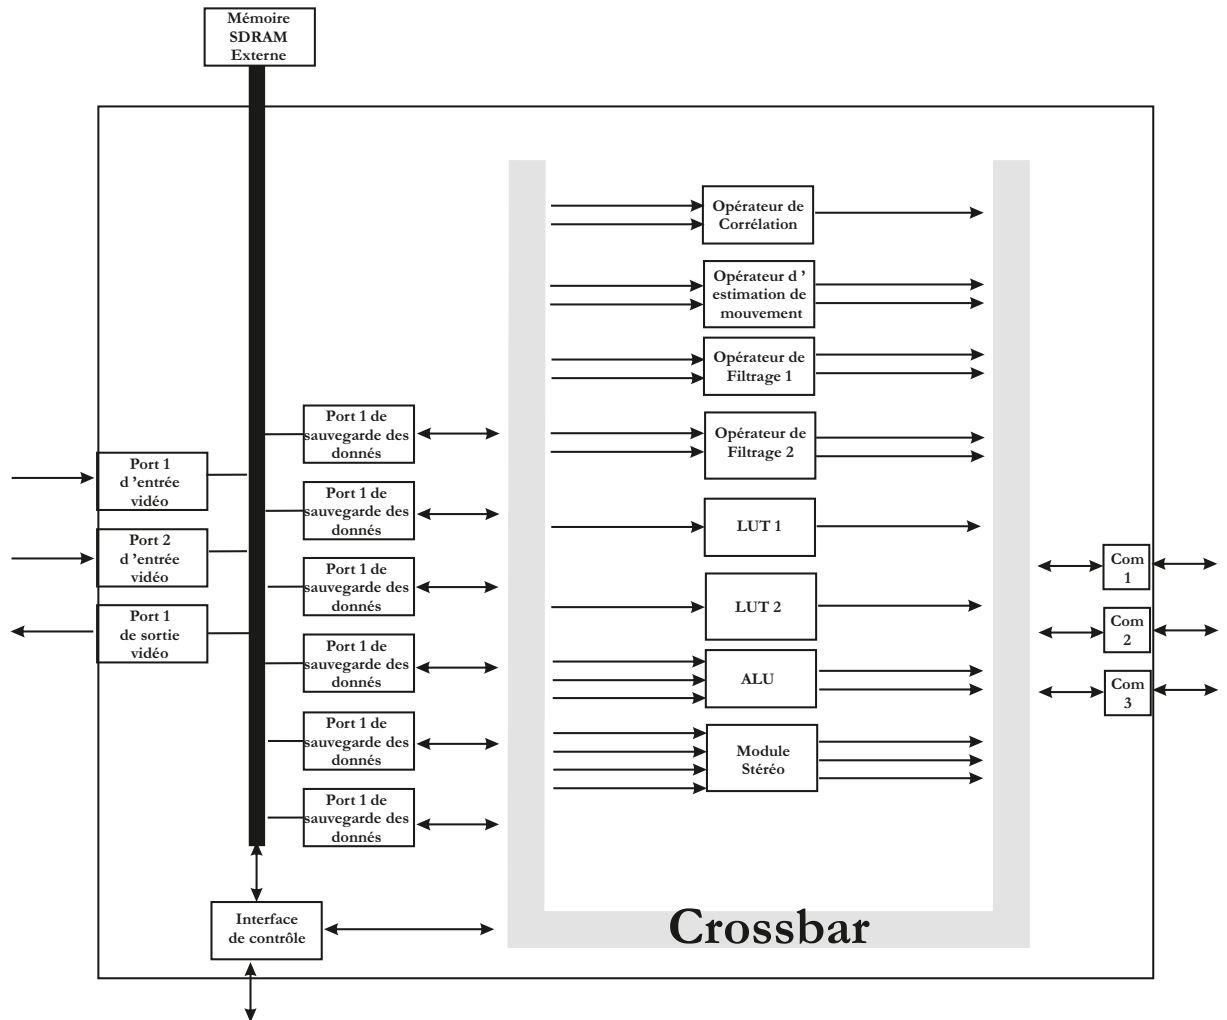 Mémoire
SDRAM
Externe
Opérateur de
Corrélation
Opérateur d ’
estimation de
mouvement
Opérateur de
Filtrage 1
Opérateur de
Filtrage 2
LUT 1
LUT 2
ALU
Module
Stéréo
Port 1 de
sauvegarde des
donnés
Port 1 de
sauvegarde des
donnés
Port 1 de
sauvegarde des
donnés
Port 1 de
sauvegarde des
donnés
Port 1 de
sauvegarde des
donnés
Port 1 de
sauvegarde des
donnés
Port 1
d ’entrée
vidéo
Port 2
d ’entrée
vidéo
Port 1
de sortie
vidéo
Com
1
Com
2
Com
3
Interface
de contrôle
Crossbar